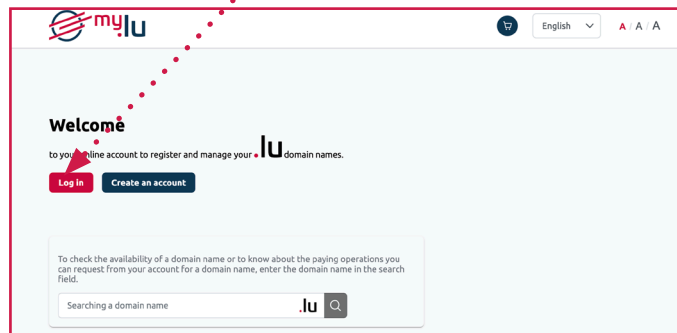 my.lu
English
A / A / A
Welcome
to your online account to register and manage your .lu domain names.
Log in
Create an account
To check the availability of a domain name or to know about the paying operations you
can request from your account for a domain name, enter the domain name in the search
field.
Searching a domain name
.lu